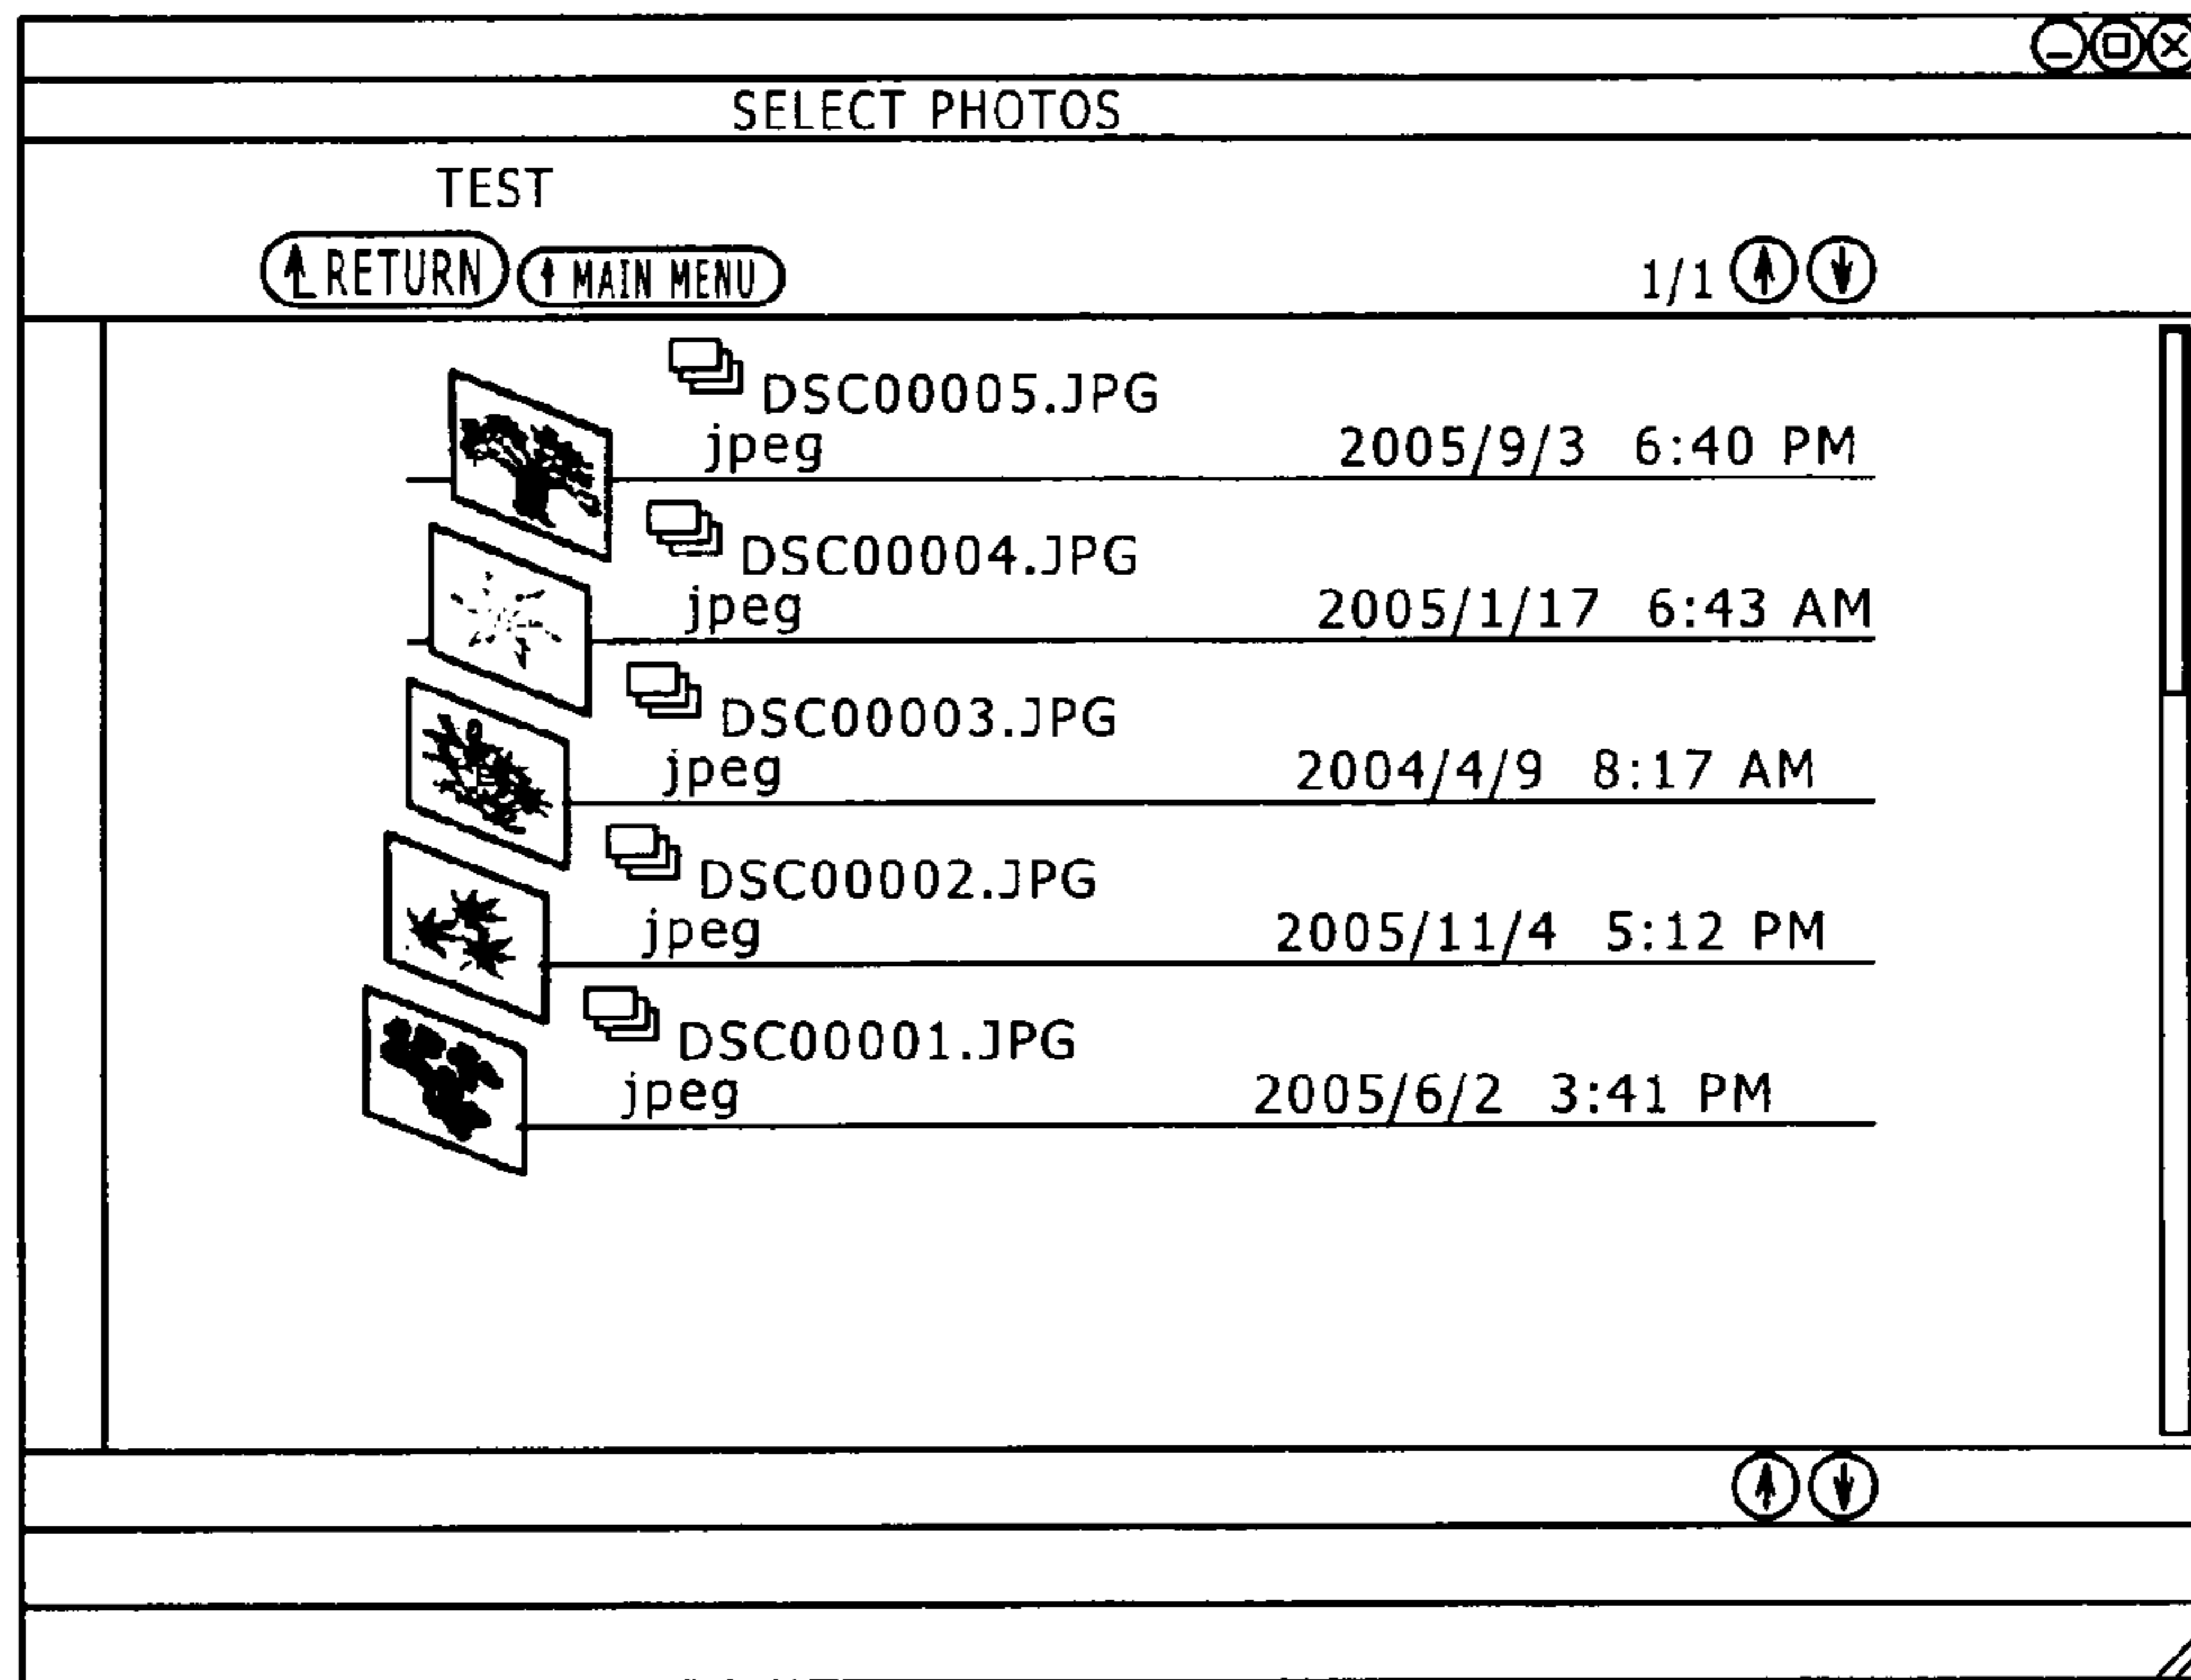 SELECT PHOTOS
TEST
RETURN MAIN MENU 1/1
DSC00005.JPG
jpeg 2005/9/3 6:40 PM
DSC00004.JPG
jpeg 2005/1/17 6:43 AM
DSC00003.JPG
jpeg 2004/4/9 8:17 AM
DSC00002.JPG
jpeg 2005/11/4 5:12 PM
DSC00001.JPG
jpeg 2005/6/2 3:41 PM